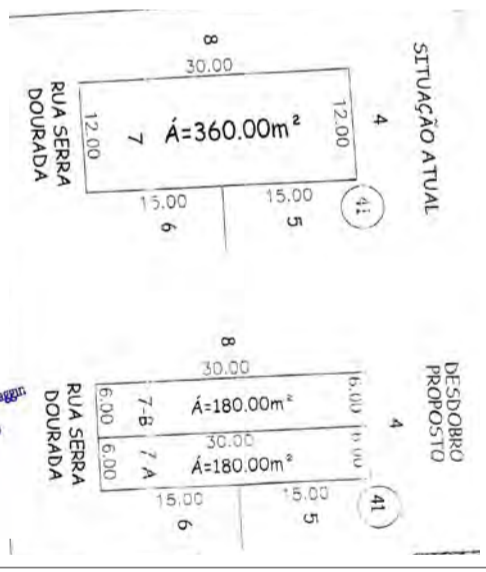 SITUAÇÃO ATUAL
8
30.00
4
12.00
7 Á=360.00m²
12.00
RUA SERRA
DOURADA
15.00
15.00
41
6
5
DESDOBRO
PROPOSTO
8
30.00
4
6.00
7-B
Á=180.00m²
6.00
30.00
6.00
7 A
Á=180.00m²
6.00
RUA SERRA
DOURADA
15.00
15.00
41
6
5